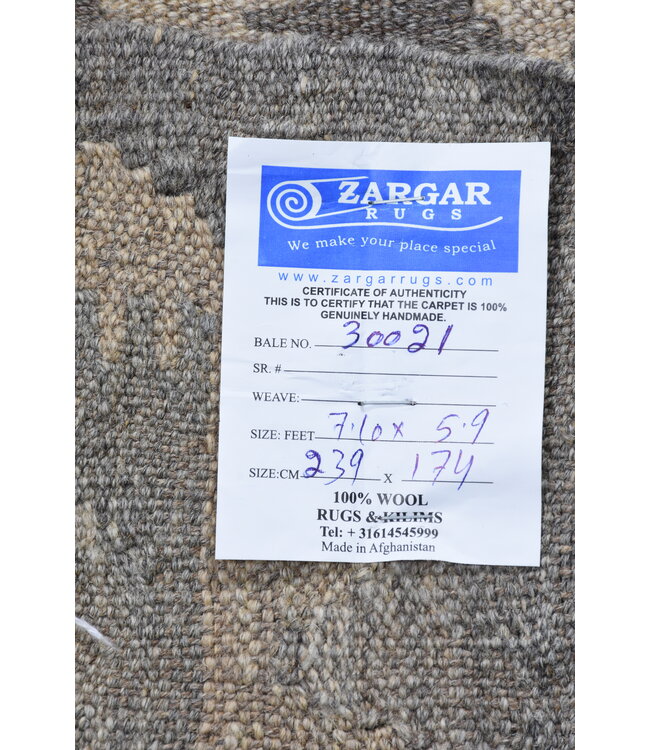 ZARGAR
RUGS
We make your place special
www.zargarrugs.com
CERTIFICATE OF AUTHENTICITY
THIS IS TO CERTIFY THAT THE CARPET IS 100%
GENUINELY HANDMADE.
BALE NO. 30021
SR. #
WEAVE:
SIZE: FEET 7.10 x 5.9
SIZE:CM 239 X 174
100% WOOL
RUGS & KILIMS
Tel: + 31614545999
Made in Afghanistan